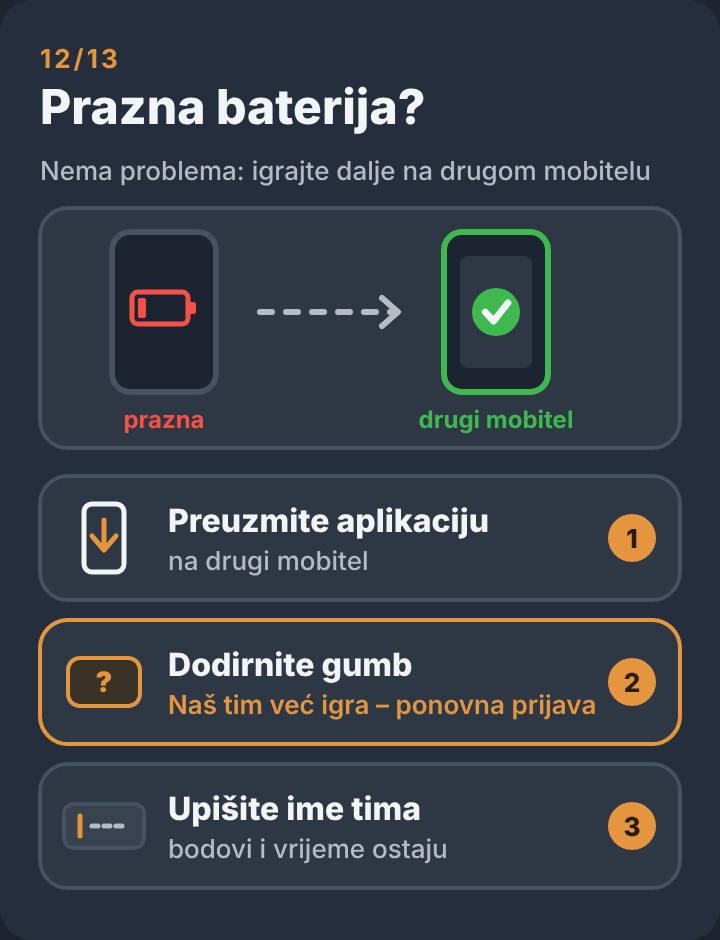 12/13
Prazna baterija?
Nema problema: igrajte dalje na drugom mobitelu
prazna
drugi mobitel
Preuzmite aplikaciju
na drugi mobitel
1
?
Dodirnite gumb
Naš tim već igra – ponovna prijava
2
Upišite ime tima
bodovi i vrijeme ostaju
3